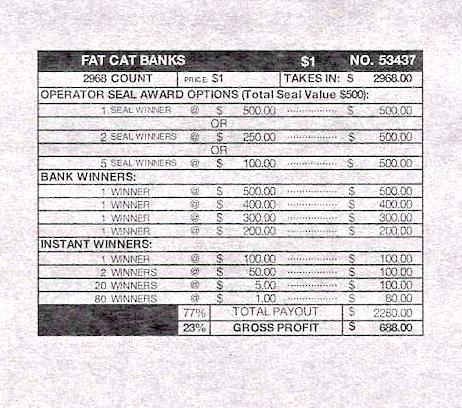 FAT CAT BANKS $1 NO. 53437
2968 COUNT PRICE $1 TAKES IN: $ 2968.00
OPERATOR SEAL AWARD OPTIONS (Total Seal Value $500):
1 SEAL WINNER @ $ 500.00 ................ $ 500.00
OR
2 SEAL WINNERS @ $ 250.00 ................ $ 500.00
OR
5 SEAL WINNERS @ $ 100.00 ................ $ 500.00
BANK WINNERS:
1 WINNER @ $ 500.00 ................ $ 500.00
1 WINNER @ $ 400.00 ................ $ 400.00
1 WINNER @ $ 300.00 ................ $ 300.00
1 WINNER @ $ 200.00 ................ $ 200.00
INSTANT WINNERS:
1 WINNER @ $ 100.00 ................ $ 100.00
2 WINNERS @ $ 50.00 ................ $ 100.00
20 WINNERS @ $ 5.00 ................ $ 100.00
80 WINNERS @ $ 1.00 ................ $ 80.00
77% TOTAL PAYOUT $ 2280.00
23% GROSS PROFIT $ 688.00